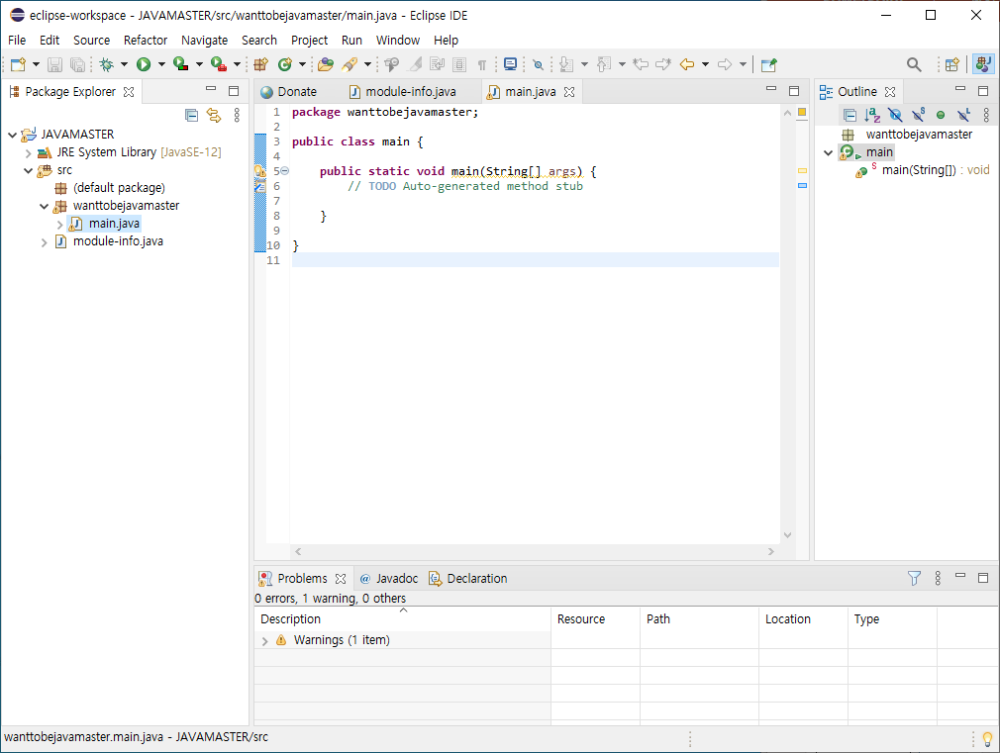 eclipse-workspace - JAVAMASTER/src/wanttobejavamaster/main.java - Eclipse IDE
File Edit Source Refactor Navigate Search Project Run Window Help
Package Explorer
JAVAMASTER
JRE System Library [JavaSE-12]
src
(default package)
wanttobejavamaster
main.java
module-info.java
Donate module-info.java main.java
1 package wanttobejavamaster;
2
3 public class main {
4
5 public static void main(String[] args) {
6 // TODO Auto-generated method stub
7
8 }
9
10 }
11
Outline
wanttobejavamaster
main
main(String[]) : void
Problems @ Javadoc Declaration
0 errors, 1 warning, 0 others
Description Resource Path Location Type
Warnings (1 item)
wanttobejavamaster.main.java - JAVAMASTER/src